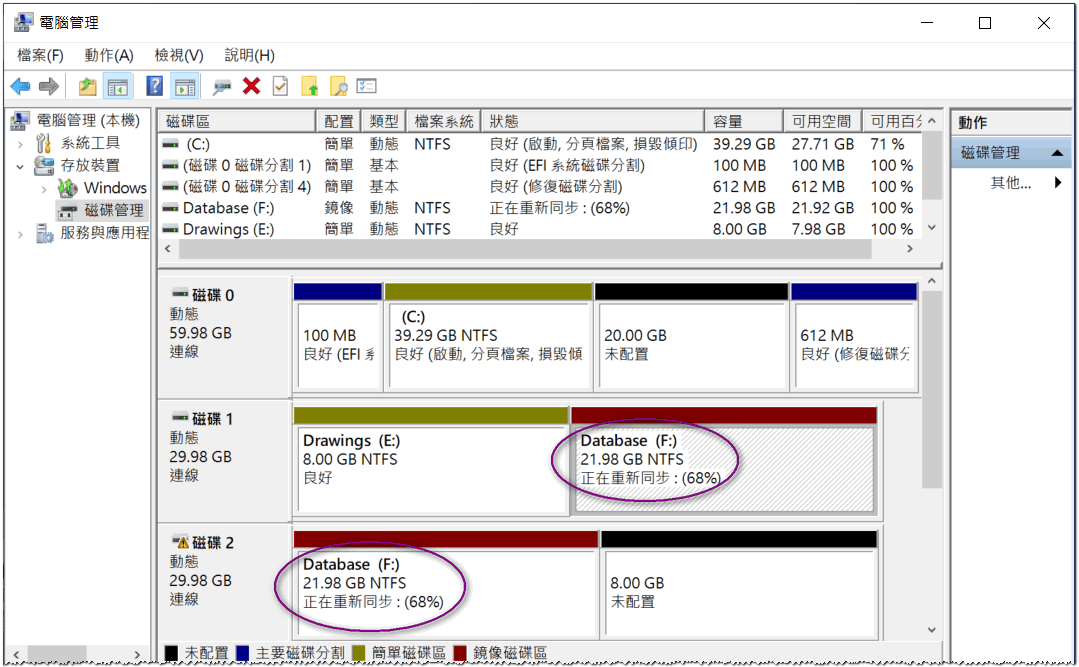 電腦管理
檔案(F) 動作(A) 檢視(V) 說明(H)
電腦管理 (本機)
系統工具
存放裝置
Windows
磁碟管理
服務與應用程
磁碟區 配置 類型 檔案系統 狀態 容量 可用空間 可用百分
(C:) 簡單 動態 NTFS 良好 (啟動, 分頁檔案, 損毀傾印) 39.29 GB 27.71 GB 71 %
(磁碟 0 磁碟分割 1) 簡單 基本 良好 (EFI 系統磁碟分割) 100 MB 100 MB 100 %
(磁碟 0 磁碟分割 4) 簡單 基本 良好 (修復磁碟分割) 612 MB 612 MB 100 %
Database (F:) 鏡像 動態 NTFS 正在重新同步 : (68%) 21.98 GB 21.92 GB 100 %
Drawings (E:) 簡單 動態 NTFS 良好 8.00 GB 7.98 GB 100 %
動作
磁碟管理
其他...
磁碟 0
動態
59.98 GB
連線
100 MB
良好 (EFI 系
(C:)
39.29 GB NTFS
良好 (啟動, 分頁檔案, 損毀傾
20.00 GB
未配置
612 MB
良好 (修復磁碟分
磁碟 1
動態
29.98 GB
連線
Drawings (E:)
8.00 GB NTFS
良好
Database (F:)
21.98 GB NTFS
正在重新同步 : (68%)
磁碟 2
動態
29.98 GB
連線
Database (F:)
21.98 GB NTFS
正在重新同步 : (68%)
8.00 GB
未配置
未配置 主要磁碟分割 簡單磁碟區 鏡像磁碟區